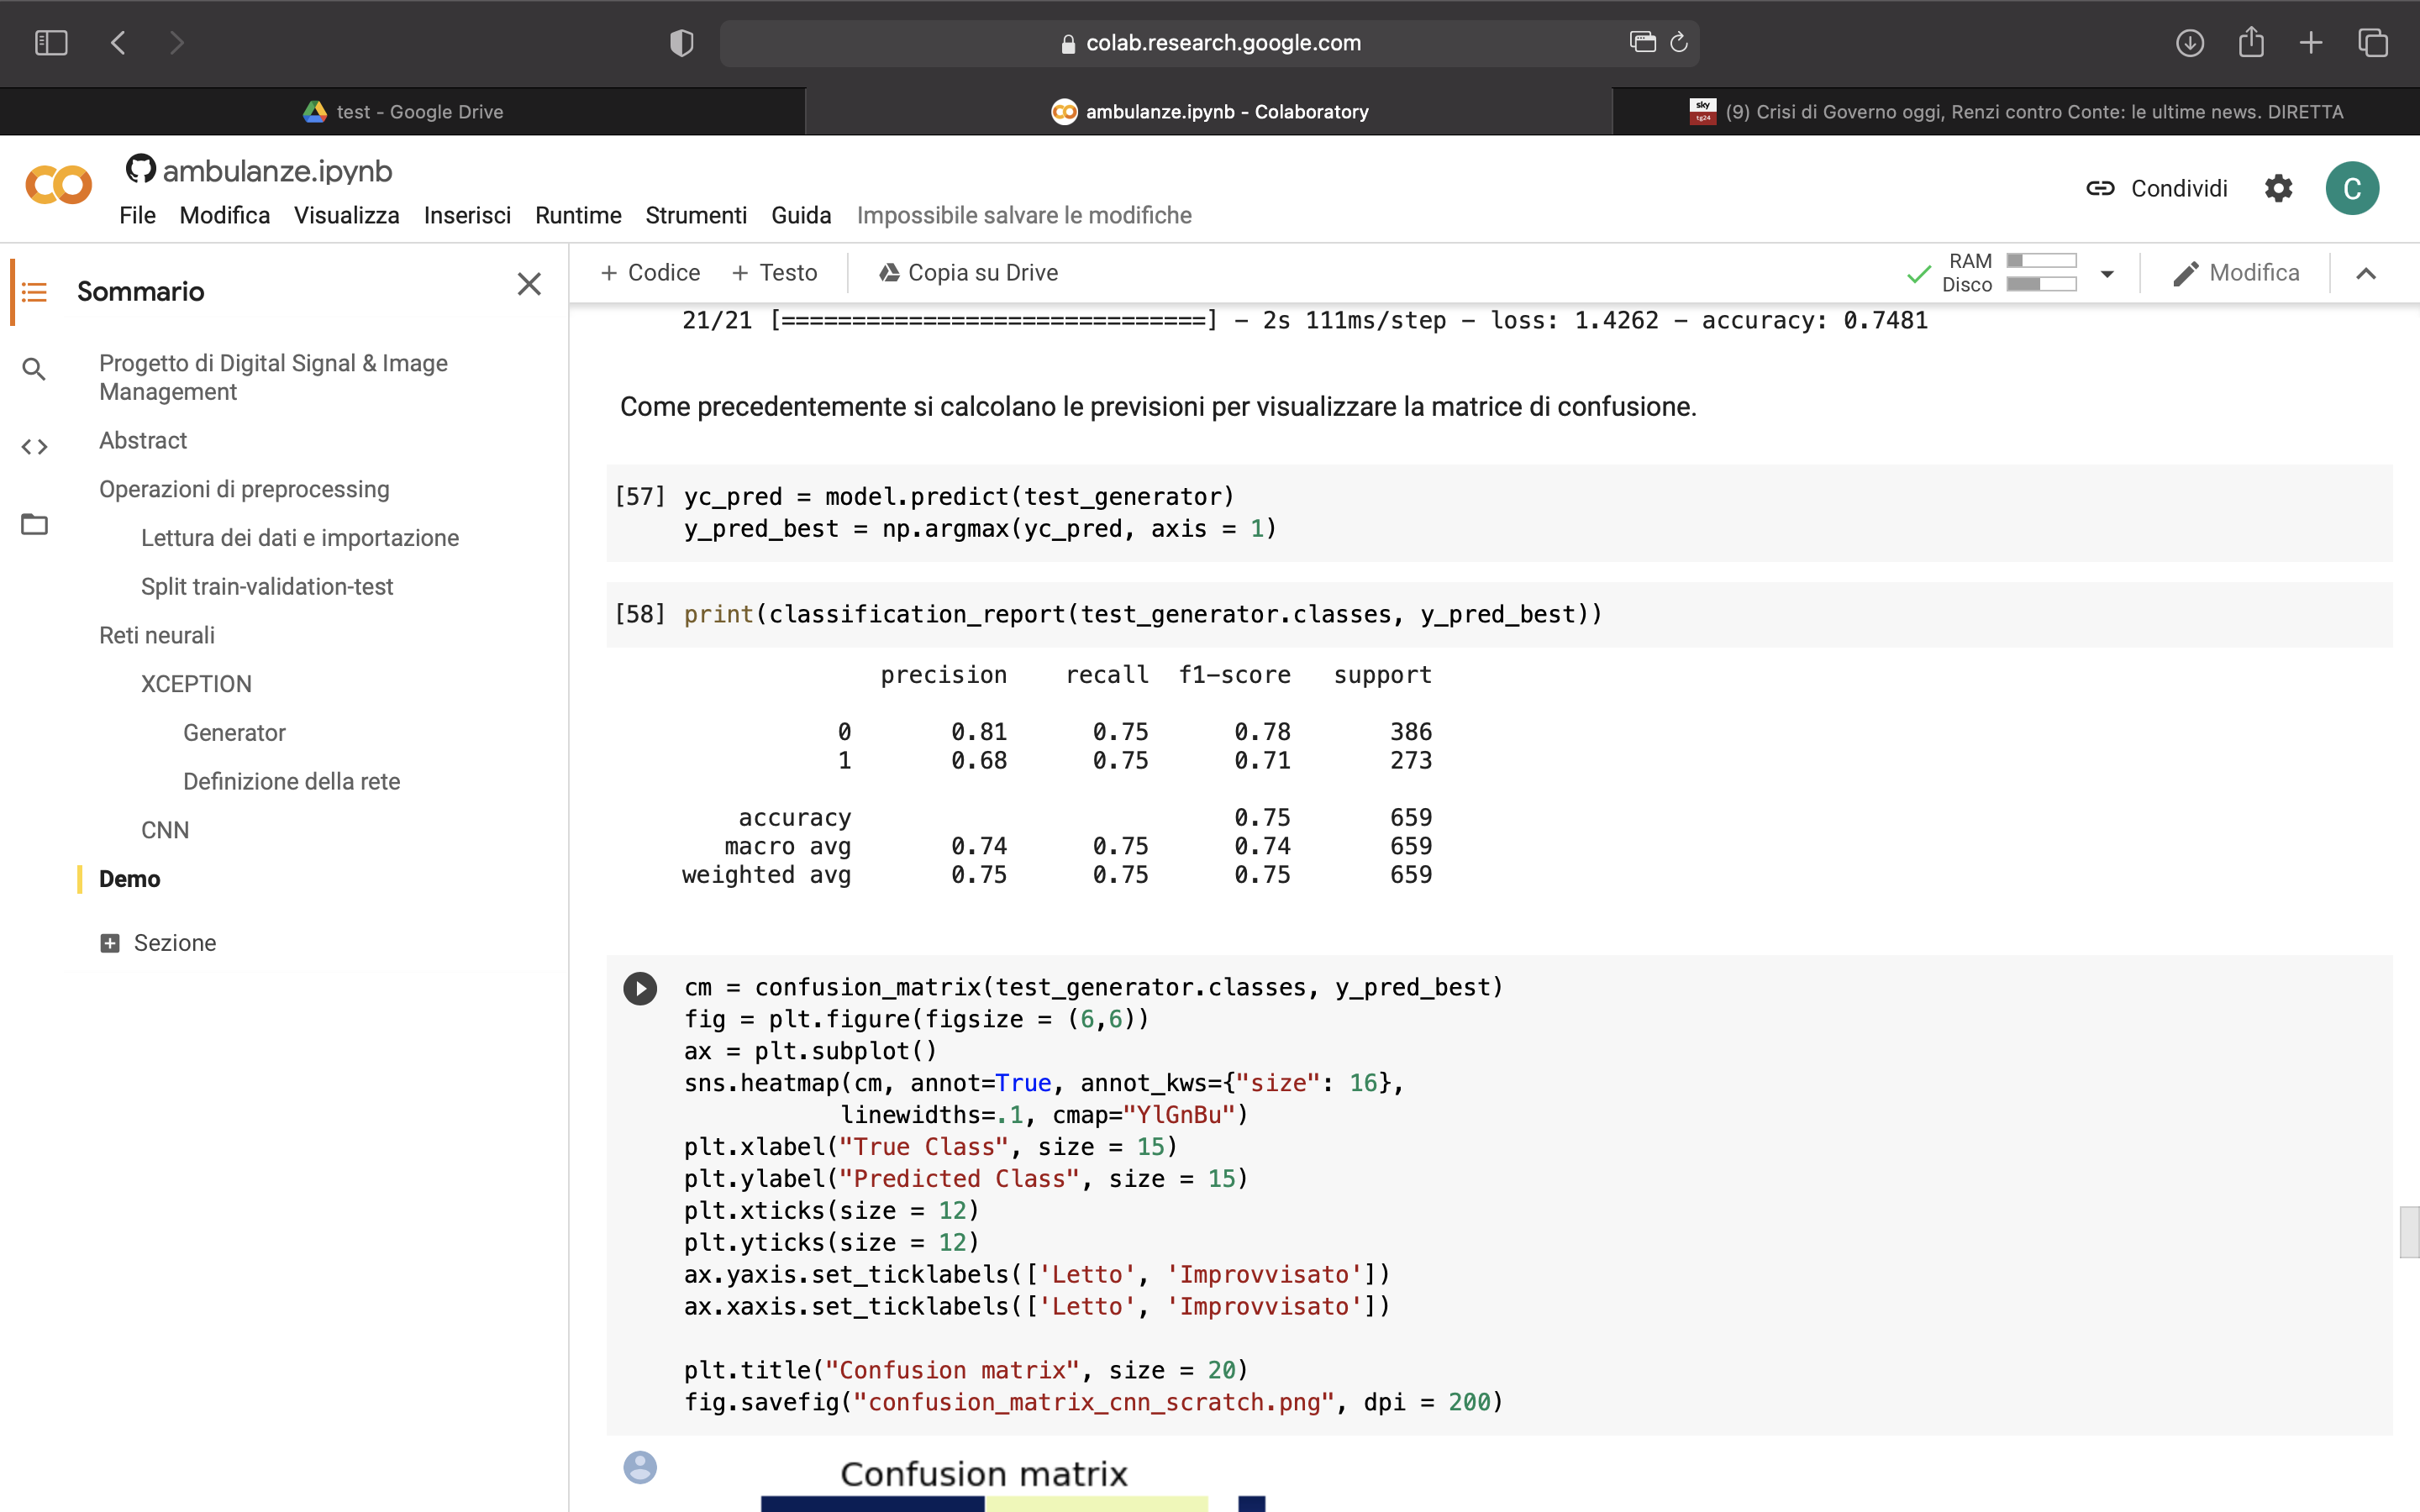 colab.research.google.com
test - Google Drive
ambulanze.ipynb - Colaboratory
sky tg24
(9) Crisi di Governo oggi, Renzi contro Conte: le ultime news. DIRETTA
ambulanze.ipynb
File Modifica Visualizza Inserisci Runtime Strumenti Guida Impossibile salvare le modifiche
Condividi
C
Sommario
Progetto di Digital Signal & Image
Management
Abstract
Operazioni di preprocessing
Lettura dei dati e importazione
Split train-validation-test
Reti neurali
XCEPTION
Generator
Definizione della rete
CNN
Demo
Sezione
+ Codice + Testo Copia su Drive
RAM
Disco
Modifica
21/21 [==============================] - 2s 111ms/step - loss: 1.4262 - accuracy: 0.7481
Come precedentemente si calcolano le previsioni per visualizzare la matrice di confusione.
[57] yc_pred = model.predict(test_generator)
y_pred_best = np.argmax(yc_pred, axis = 1)
[58] print(classification_report(test_generator.classes, y_pred_best))
precision recall f1-score support
0 0.81 0.75 0.78 386
1 0.68 0.75 0.71 273
accuracy 0.75 659
macro avg 0.74 0.75 0.74 659
weighted avg 0.75 0.75 0.75 659
cm = confusion_matrix(test_generator.classes, y_pred_best)
fig = plt.figure(figsize = (6,6))
ax = plt.subplot()
sns.heatmap(cm, annot=True, annot_kws={"size": 16},
linewidths=.1, cmap="YlGnBu")
plt.xlabel("True Class", size = 15)
plt.ylabel("Predicted Class", size = 15)
plt.xticks(size = 12)
plt.yticks(size = 12)
ax.yaxis.set_ticklabels(['Letto', 'Improvvisato'])
ax.xaxis.set_ticklabels(['Letto', 'Improvvisato'])
plt.title("Confusion matrix", size = 20)
fig.savefig("confusion_matrix_cnn_scratch.png", dpi = 200)
Confusion matrix